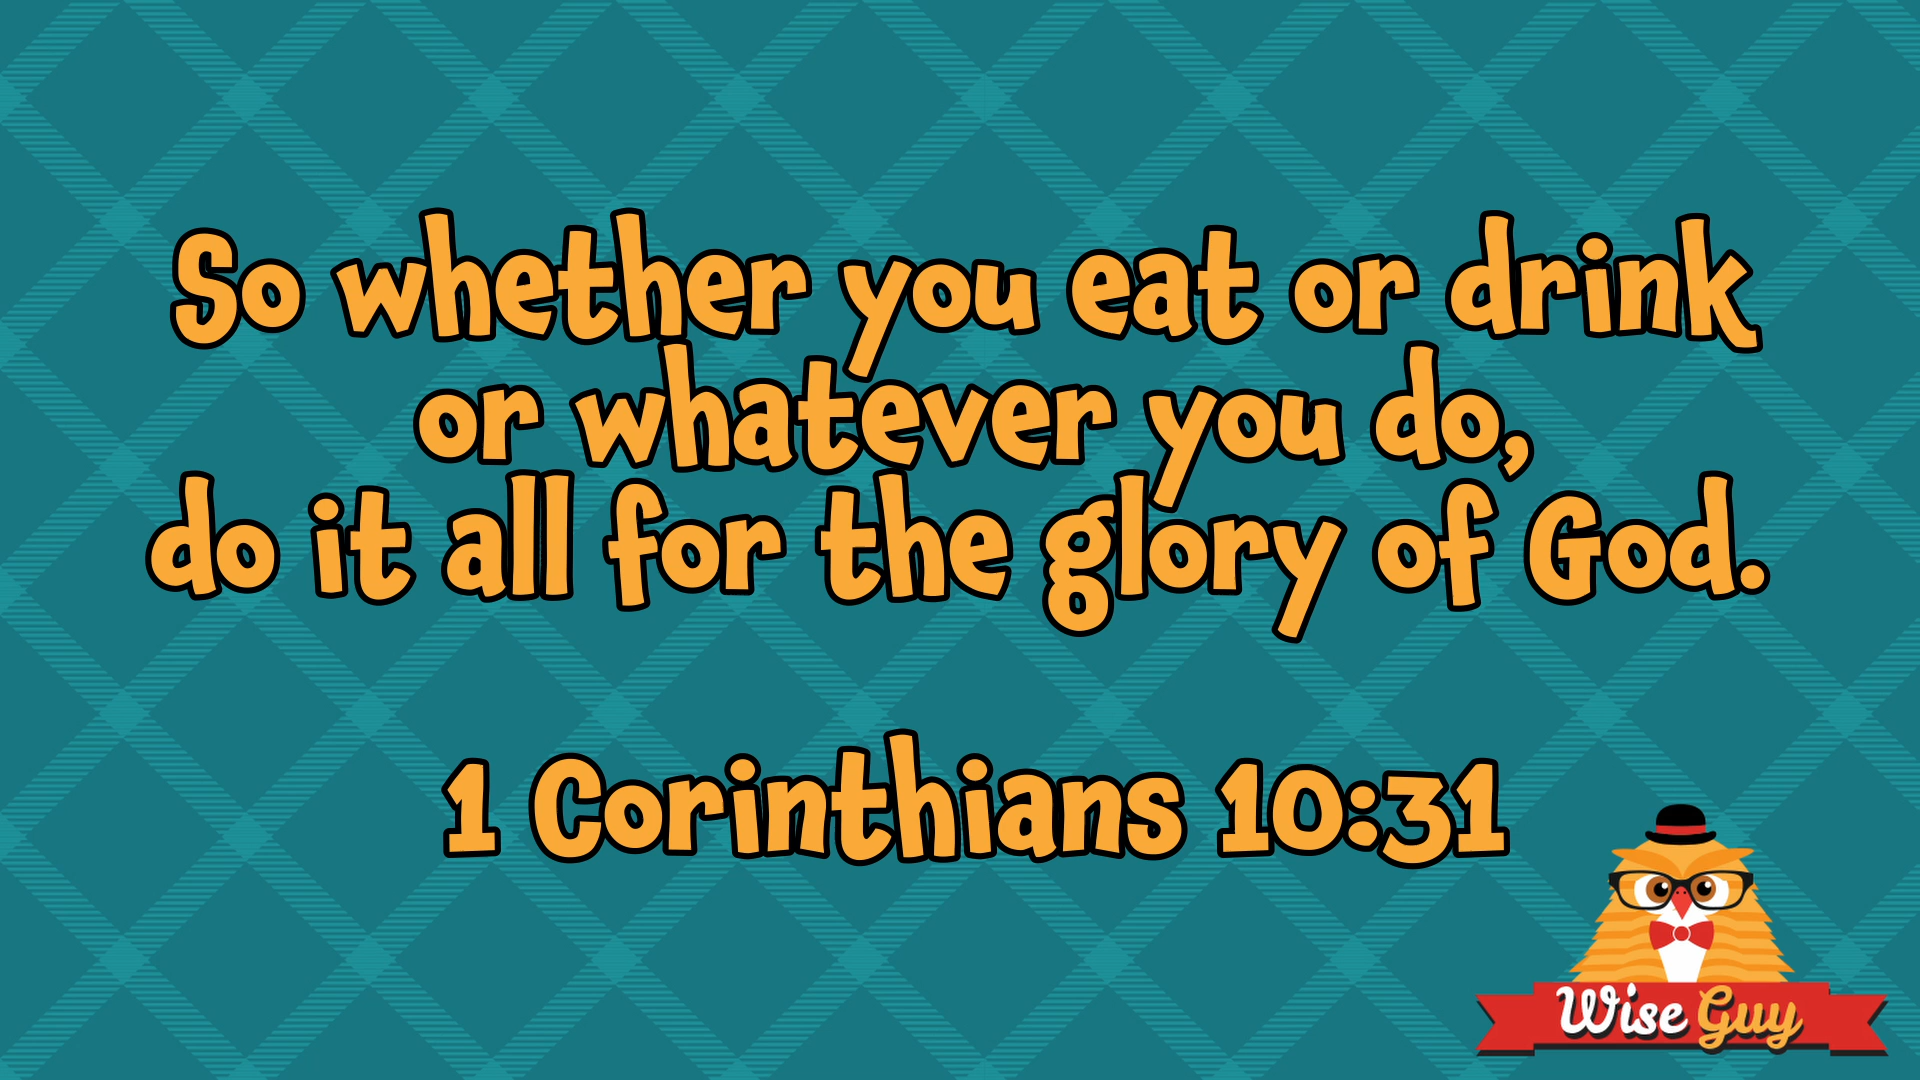 So whether you eat or drink
or whatever you do,
do it all for the glory of God.
1 Corinthians 10:31
Wise Guy